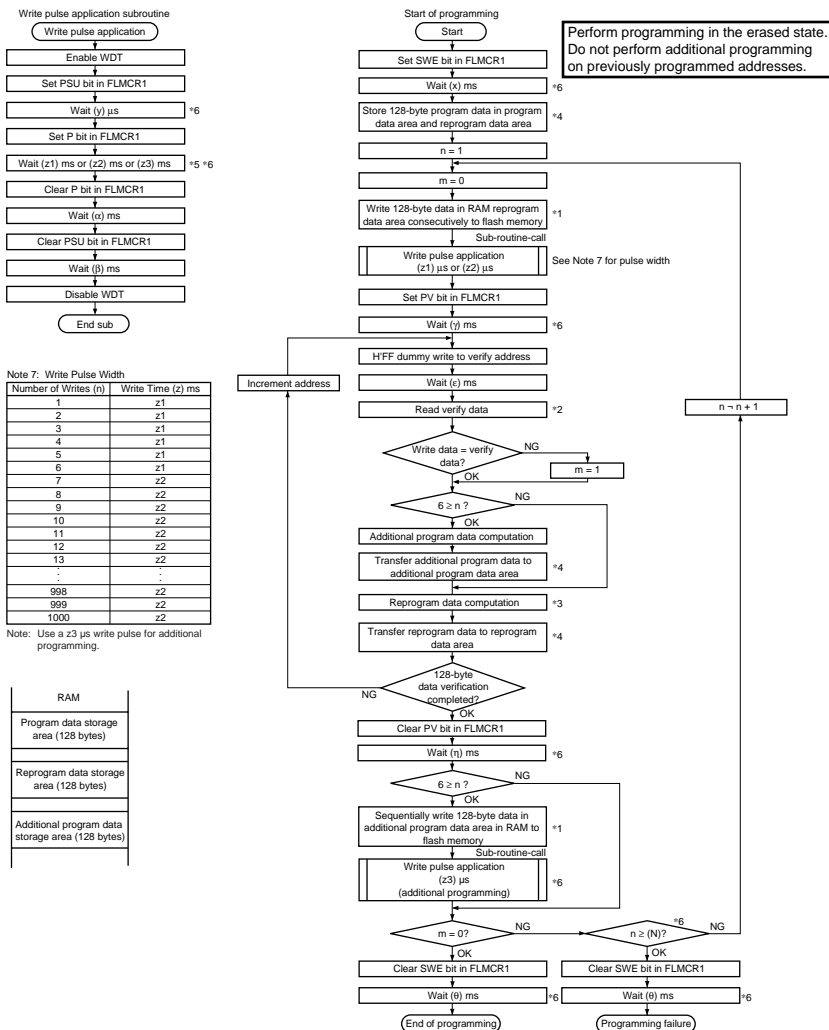 Write pulse application subroutine
Write pulse application
Enable WDT
Set PSU bit in FLMCR1
Wait (y) µs
*6
Set P bit in FLMCR1
Wait (z1) ms or (z2) ms or (z3) ms
*5 *6
Clear P bit in FLMCR1
Wait (α) ms
Clear PSU bit in FLMCR1
Wait (β) ms
Disable WDT
End sub
Note 7: Write Pulse Width
Number of Writes (n) Write Time (z) ms
1 z1
2 z1
3 z1
4 z1
5 z1
6 z1
7 z2
8 z2
9 z2
10 z2
11 z2
12 z2
13 z2
: :
998 z2
999 z2
1000 z2
Note: Use a z3 µs write pulse for additional
programming.
RAM
Program data storage
area (128 bytes)
Reprogram data storage
area (128 bytes)
Additional program data
storage area (128 bytes)
Start of programming
Start
Set SWE bit in FLMCR1
Wait (x) ms
*6
Store 128-byte program data in program
data area and reprogram data area
*4
n = 1
m = 0
Write 128-byte data in RAM reprogram
data area consecutively to flash memory
*1
Sub-routine-call
Write pulse application
(z1) µs or (z2) µs
See Note 7 for pulse width
Set PV bit in FLMCR1
Wait (γ) ms
*6
H'FF dummy write to verify address
Increment address
Wait (ε) ms
Read verify data
*2
n ¬ n + 1
Write data = verify
data?
NG
m = 1
OK
6 ≥ n ?
NG
OK
Additional program data computation
Transfer additional program data to
additional program data area
*4
Reprogram data computation
*3
Transfer reprogram data to reprogram
data area
*4
128-byte
data verification
completed?
NG
OK
Clear PV bit in FLMCR1
Wait (η) ms
*6
6 ≥ n ?
NG
OK
Sequentially write 128-byte data in
additional program data area in RAM to
flash memory
*1
Sub-routine-call
Write pulse application
(z3) µs
(additional programming)
*6
m = 0?
NG
OK
n ≥ (N)?
*6
NG
OK
Clear SWE bit in FLMCR1
Clear SWE bit in FLMCR1
Wait (θ) ms
*6
Wait (θ) ms
*6
End of programming
Programming failure
Perform programming in the erased state.
Do not perform additional programming
on previously programmed addresses.